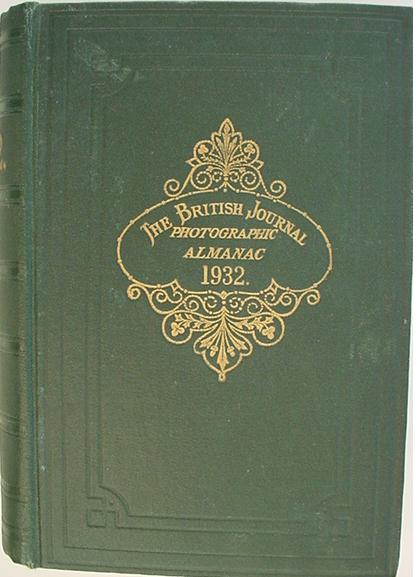 THE BRITISH JOURNAL
PHOTOGRAPHIC
ALMANAC
1932.